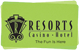 RESORTS
Casino • Hotel
The Fun Is Here